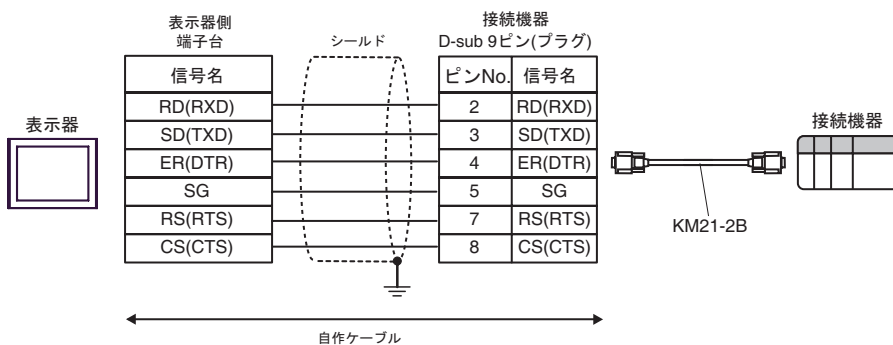 表示器側
端子台
シールド
接続機器
D-sub 9ピン(プラグ)
信号名
ピンNo. 信号名
RD(RXD) 2 RD(RXD)
SD(TXD) 3 SD(TXD)
ER(DTR) 4 ER(DTR)
SG 5 SG
RS(RTS) 7 RS(RTS)
CS(CTS) 8 CS(CTS)
表示器
接続機器
KM21-2B
自作ケーブル